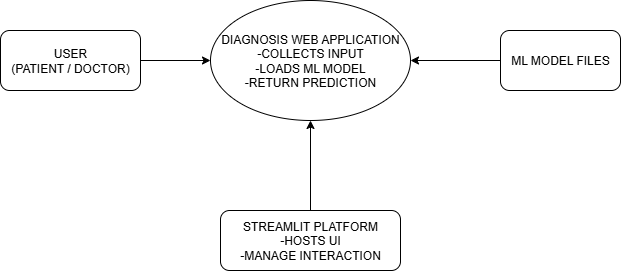 USER
(PATIENT / DOCTOR)
DIAGNOSIS WEB APPLICATION
-COLLECTS INPUT
-LOADS ML MODEL
-RETURN PREDICTION
ML MODEL FILES
STREAMLIT PLATFORM
-HOSTS UI
-MANAGE INTERACTION